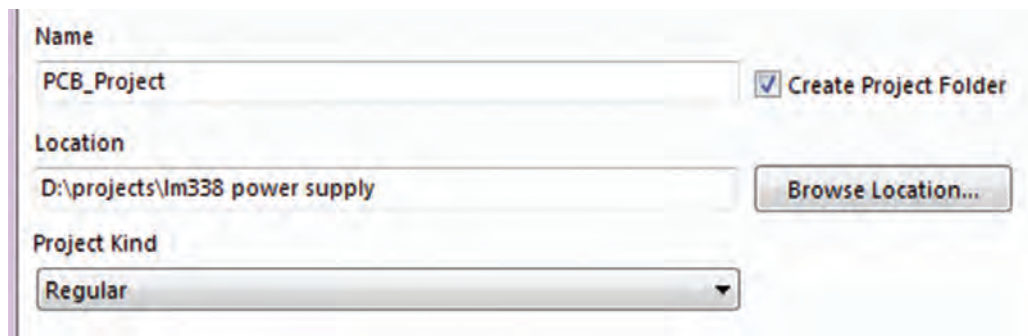 Name
PCB_Project
Create Project Folder
Location
D:\projects\lm338 power supply
Browse Location...
Project Kind
Regular